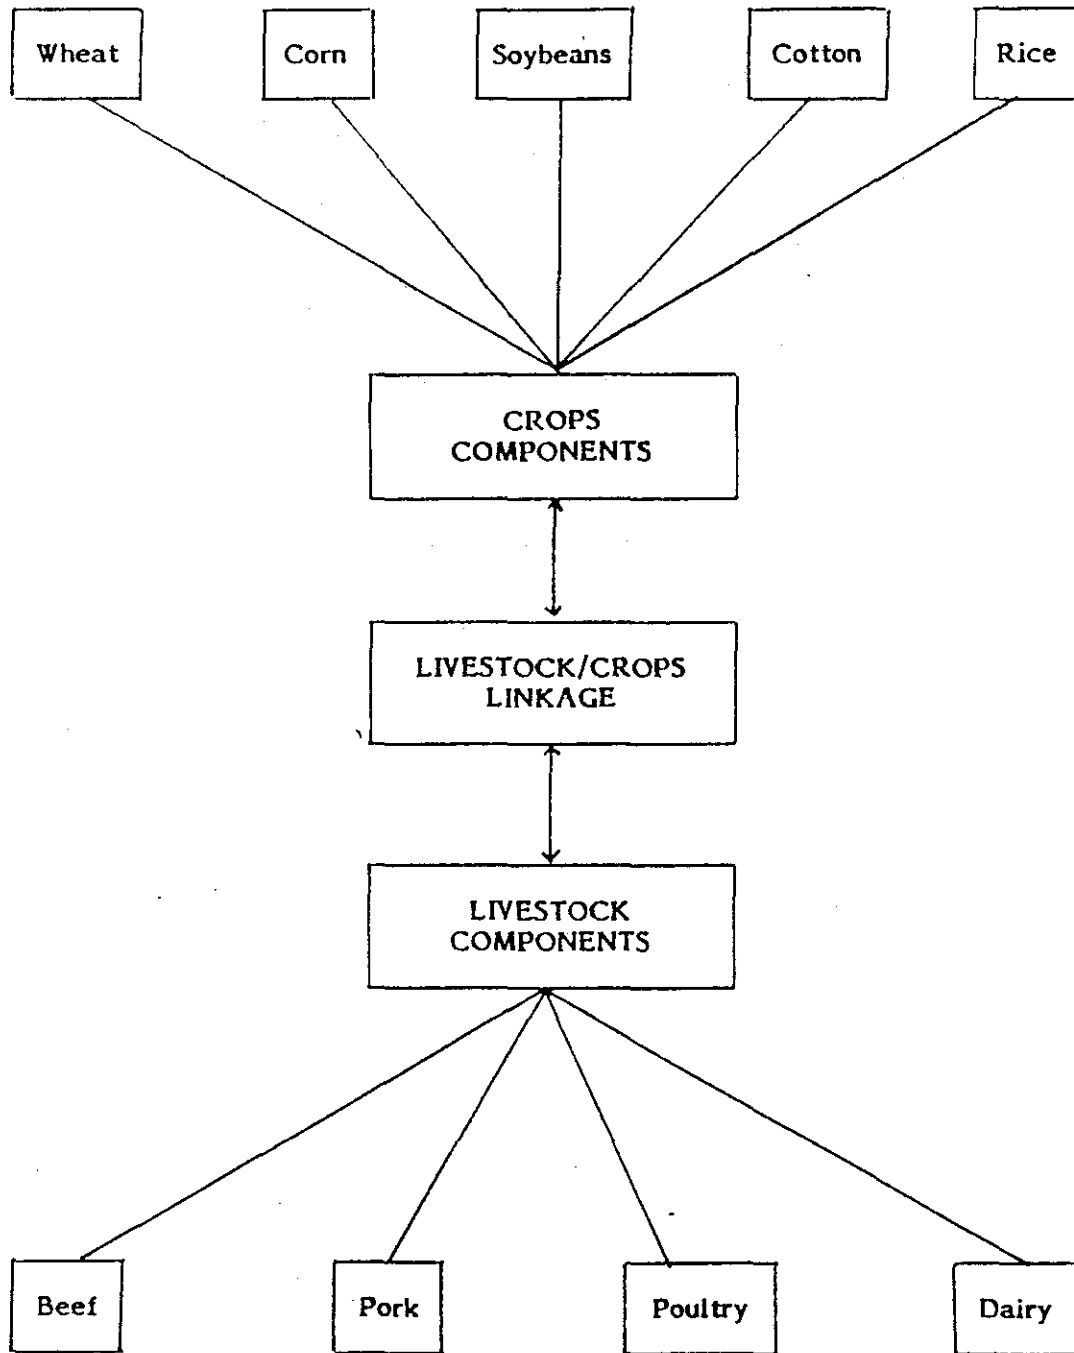 Wheat
Corn
Soybeans
Cotton
Rice
CROPS
COMPONENTS
LIVESTOCK/CROPS
LINKAGE
LIVESTOCK
COMPONENTS
Beef
Pork
Poultry
Dairy